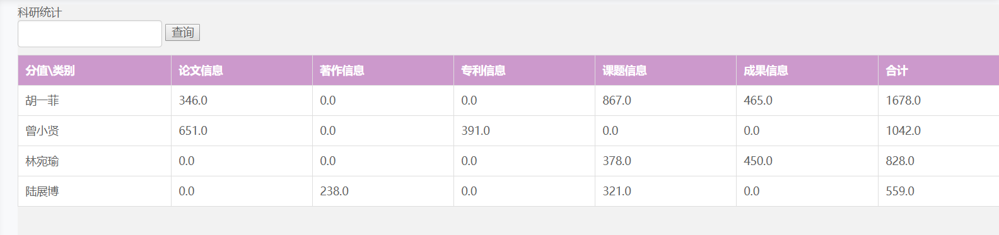 科研统计
查询
分值\类别 论文信息 著作信息 专利信息 课题信息 成果信息 合计
胡一菲 346.0 0.0 0.0 867.0 465.0 1678.0
曾小贤 651.0 0.0 391.0 0.0 0.0 1042.0
林宛瑜 0.0 0.0 0.0 378.0 450.0 828.0
陆展博 0.0 238.0 0.0 321.0 0.0 559.0